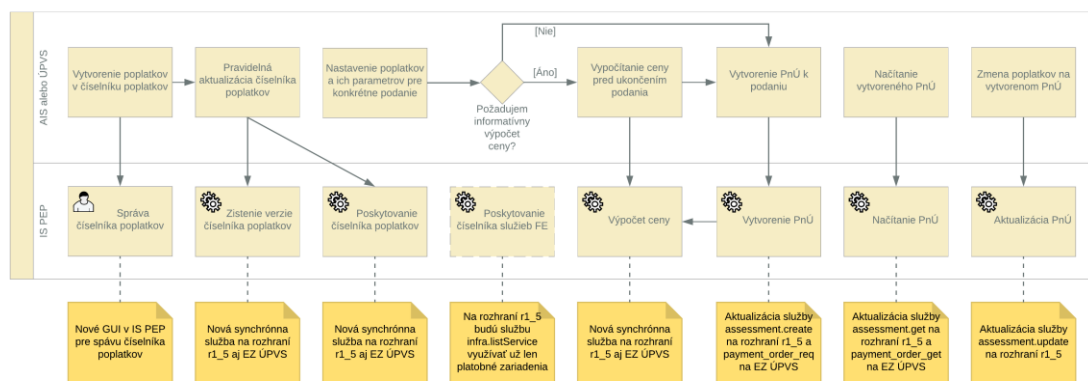 AIS alebo ÚPVS
Vytvorenie poplatkov
v číselníku poplatkov
Pravidelná
aktualizácia číselníka
poplatkov
Nastavenie poplatkov
a ich parametrov pre
konkrétne podanie
[Nie]
[Áno]
Požadujem
informatívny
výpočet
ceny?
Vypočítanie ceny
pred ukončením
podania
Vytvorenie PnÚ k
podaniu
Načítanie
vytvoreného PnÚ
Zmena poplatkov na
vytvorenom PnÚ
IS PEP
Správa
číselníka poplatkov
Zistenie verzie
číselníka poplatkov
Poskytovanie
číselníka poplatkov
Poskytovanie
číselníka služieb FE
Výpočet ceny
Vytvorenie PnÚ
Načítanie PnÚ
Aktualizácia PnÚ
Nové GUI v IS PEP
pre spávu číselníka
poplatkov
Nová synchrónna
služba na rozhraní
r1_5 aj EZ ÚPVS
Nová synchrónna
služba na rozhraní
r1_5 aj EZ ÚPVS
Na rozhraní r1_5
budú službu
infra.listService
využívať už len
platobné zariadenia
Nová synchrónna
služba na rozhraní
r1_5 aj EZ ÚPVS
Aktualizácia služby
assessment.create
na rozhraní r1_5 a
payment_order_req
na EZ ÚPVS
Aktualizácia služby
assessment.get na
rozhraní r1_5 a
payment_order_get
na EZ ÚPVS
Aktualizácia služby
assessment.update
na rozhraní r1_5